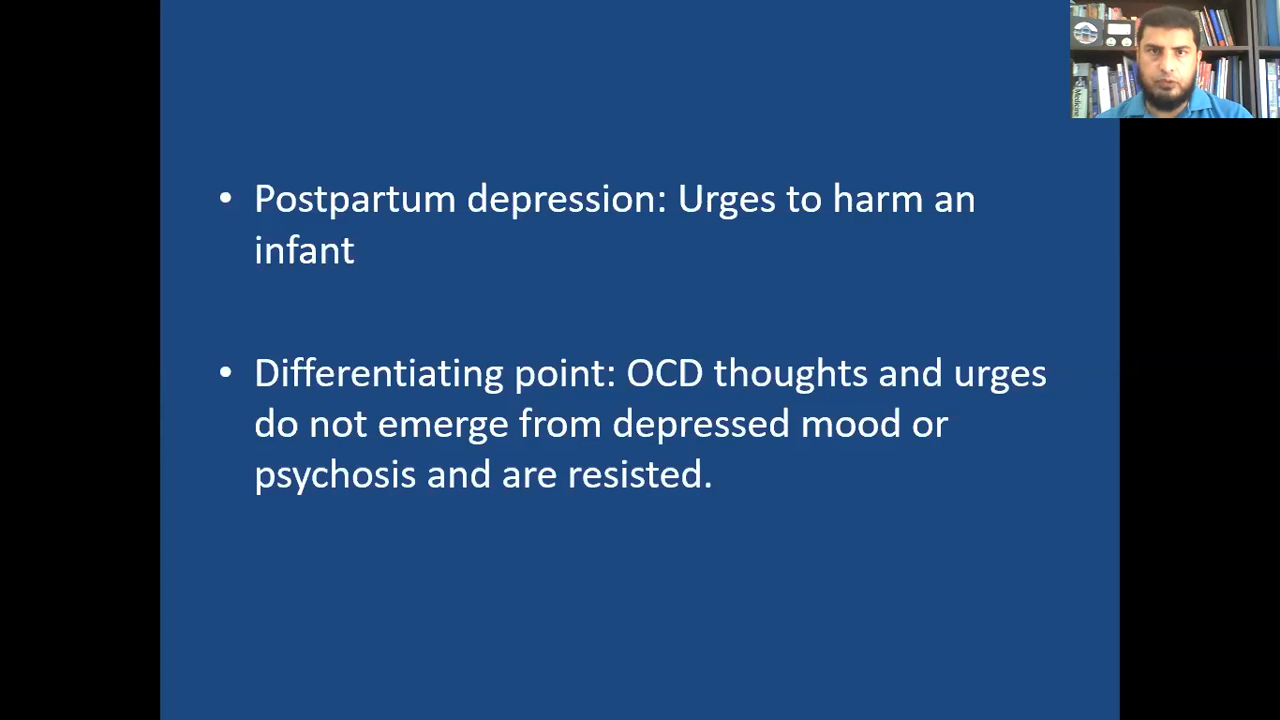 • Postpartum depression: Urges to harm an
infant
• Differentiating point: OCD thoughts and urges
do not emerge from depressed mood or
psychosis and are resisted.
Medicine